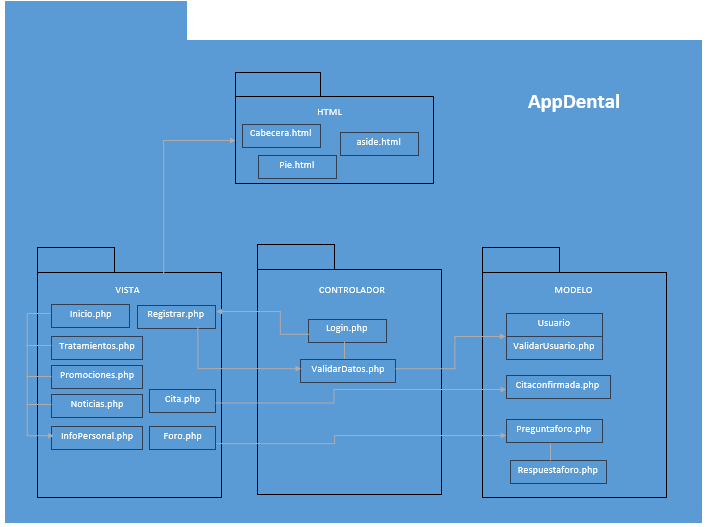 AppDental
HTML
Cabecera.html
aside.html
Pie.html
VISTA
Inicio.php
Registrar.php
Tratamientos.php
Promociones.php
Noticias.php
Cita.php
InfoPersonal.php
Foro.php
CONTROLADOR
Login.php
ValidarDatos.php
MODELO
Usuario
ValidarUsuario.php
Citaconfirmada.php
Preguntaforo.php
Respuestaforo.php